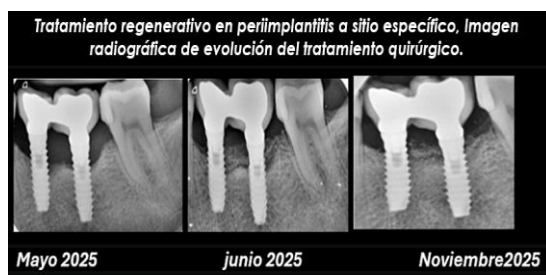 Tratamiento regenerativo en periimplantitis a sitio específico, Imagen
radiográfica de evolución del tratamiento quirúrgico.
Mayo 2025
junio 2025
Noviembre2025